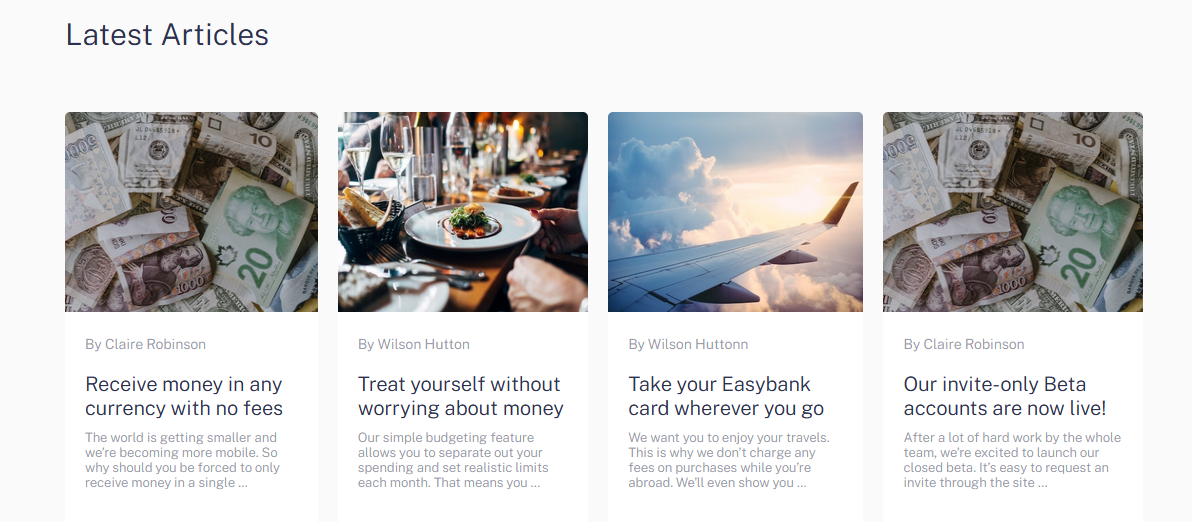 Latest Articles
By Claire Robinson
Receive money in any
currency with no fees
The world is getting smaller and
we're becoming more mobile. So
why should you be forced to only
receive money in a single ...
By Wilson Hutton
Treat yourself without
worrying about money
Our simple budgeting feature
allows you to separate out your
spending and set realistic limits
each month. That means you ...
By Wilson Huttonn
Take your Easybank
card wherever you go
We want you to enjoy your travels.
This is why we don't charge any
fees on purchases while you're
abroad. We'll even show you ...
By Claire Robinson
Our invite-only Beta
accounts are now live!
After a lot of hard work by the whole
team, we're excited to launch our
closed beta. It's easy to request an
invite through the site ...